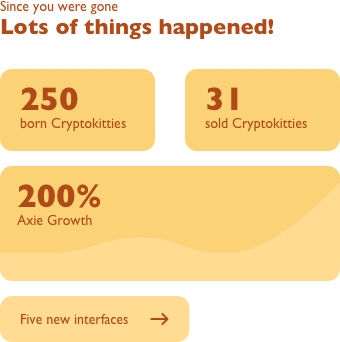 Since you were gone
Lots of things happened!
250
born Cryptokitties
31
sold Cryptokitties
200%
Axie Growth
Five new interfaces